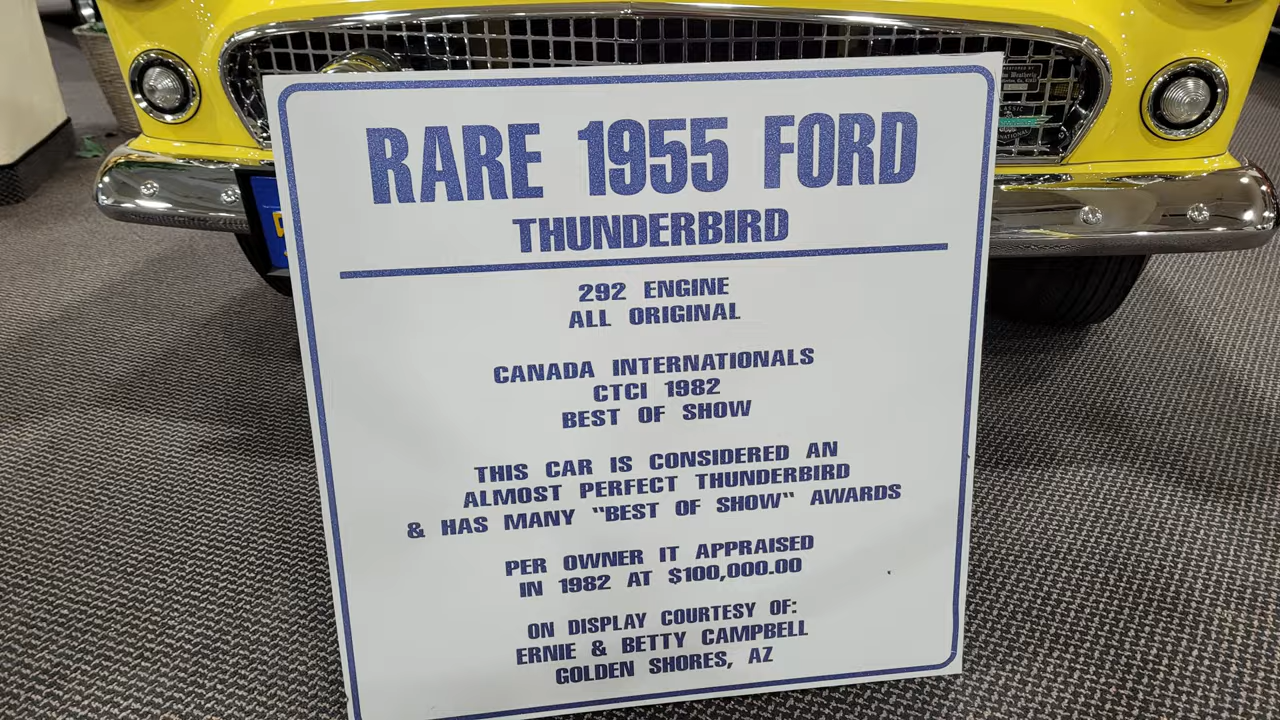 RARE 1955 FORD
THUNDERBIRD
292 ENGINE
ALL ORIGINAL
CANADA INTERNATIONALS
CTCI 1982
BEST OF SHOW
THIS CAR IS CONSIDERED AN
ALMOST PERFECT THUNDERBIRD
& HAS MANY "BEST OF SHOW" AWARDS
PER OWNER IT APPRAISED
IN 1982 AT $100,000.00
ON DISPLAY COURTESY OF:
ERNIE & BETTY CAMPBELL
GOLDEN SHORES, AZ
CLASSIC